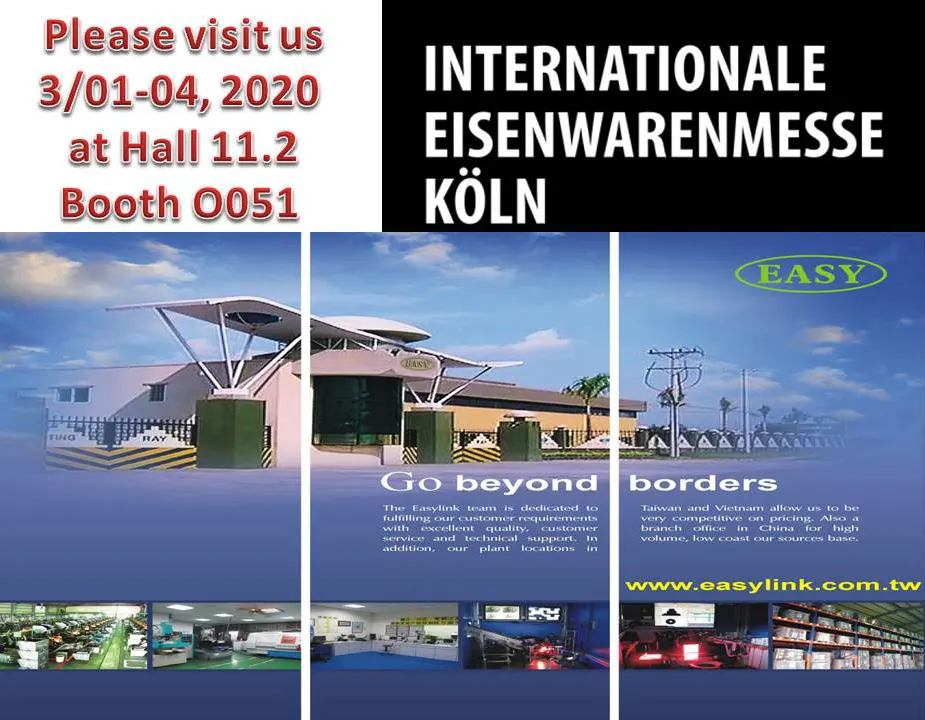 Please visit us
3/01-04, 2020
at Hall 11.2
Booth O051
INTERNATIONALE
EISENWARENMESSE
KÖLN
EASY
EASY
TING
RAY
Go beyond borders
The Easylink team is dedicated to
fulfilling our customer requirements
with excellent quality, customer
service and technical support. In
addition, our plant locations in
Taiwan and Vietnam allow us to be
very competitive on pricing. Also a
branch office in China for high
volume, low coast our sources base.
www.easylink.com.tw